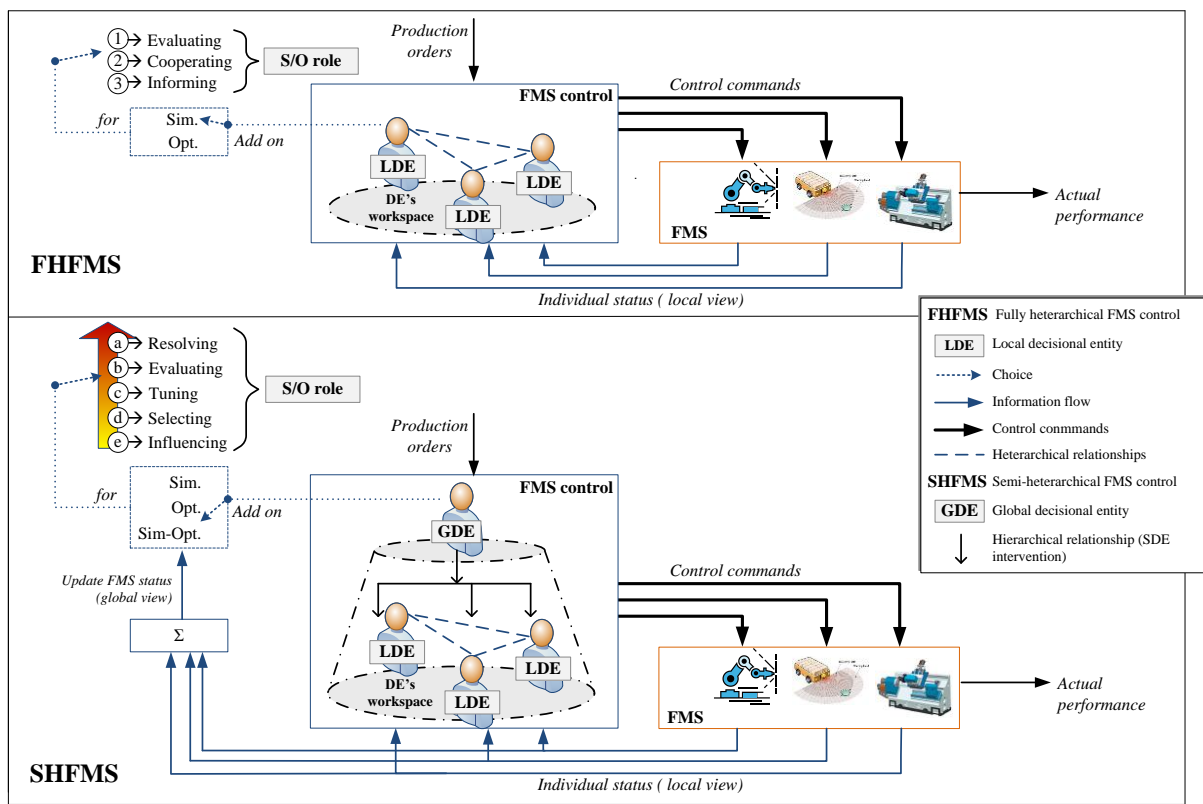 Production
orders
1 Evaluating
2 Cooperating
3 Informing
S/O role
for
Sim.
Opt.
Add on
FMS control
LDE
LDE
LDE
DE's
workspace
Control commands
FMS
Actual
performance
Individual status ( local view)
FHFMS
a Resolving
b Evaluating
c Tuning
d Selecting
e Influencing
S/O role
for
Sim.
Opt.
Sim-Opt.
Add on
Update FMS status
(global view)
Σ
Production
orders
FMS control
GDE
LDE
LDE
LDE
DE's
workspace
Control commands
FMS
Actual
performance
Individual status ( local view)
SHFMS
FHFMS Fully heterarchical FMS control
LDE Local decisional entity
Choice
Information flow
Control conmmands
Heterarchical relationships
SHFMS Semi-heterarchical FMS control
GDE Global decisional entity
Hierarchical relationship (SDE
intervention)